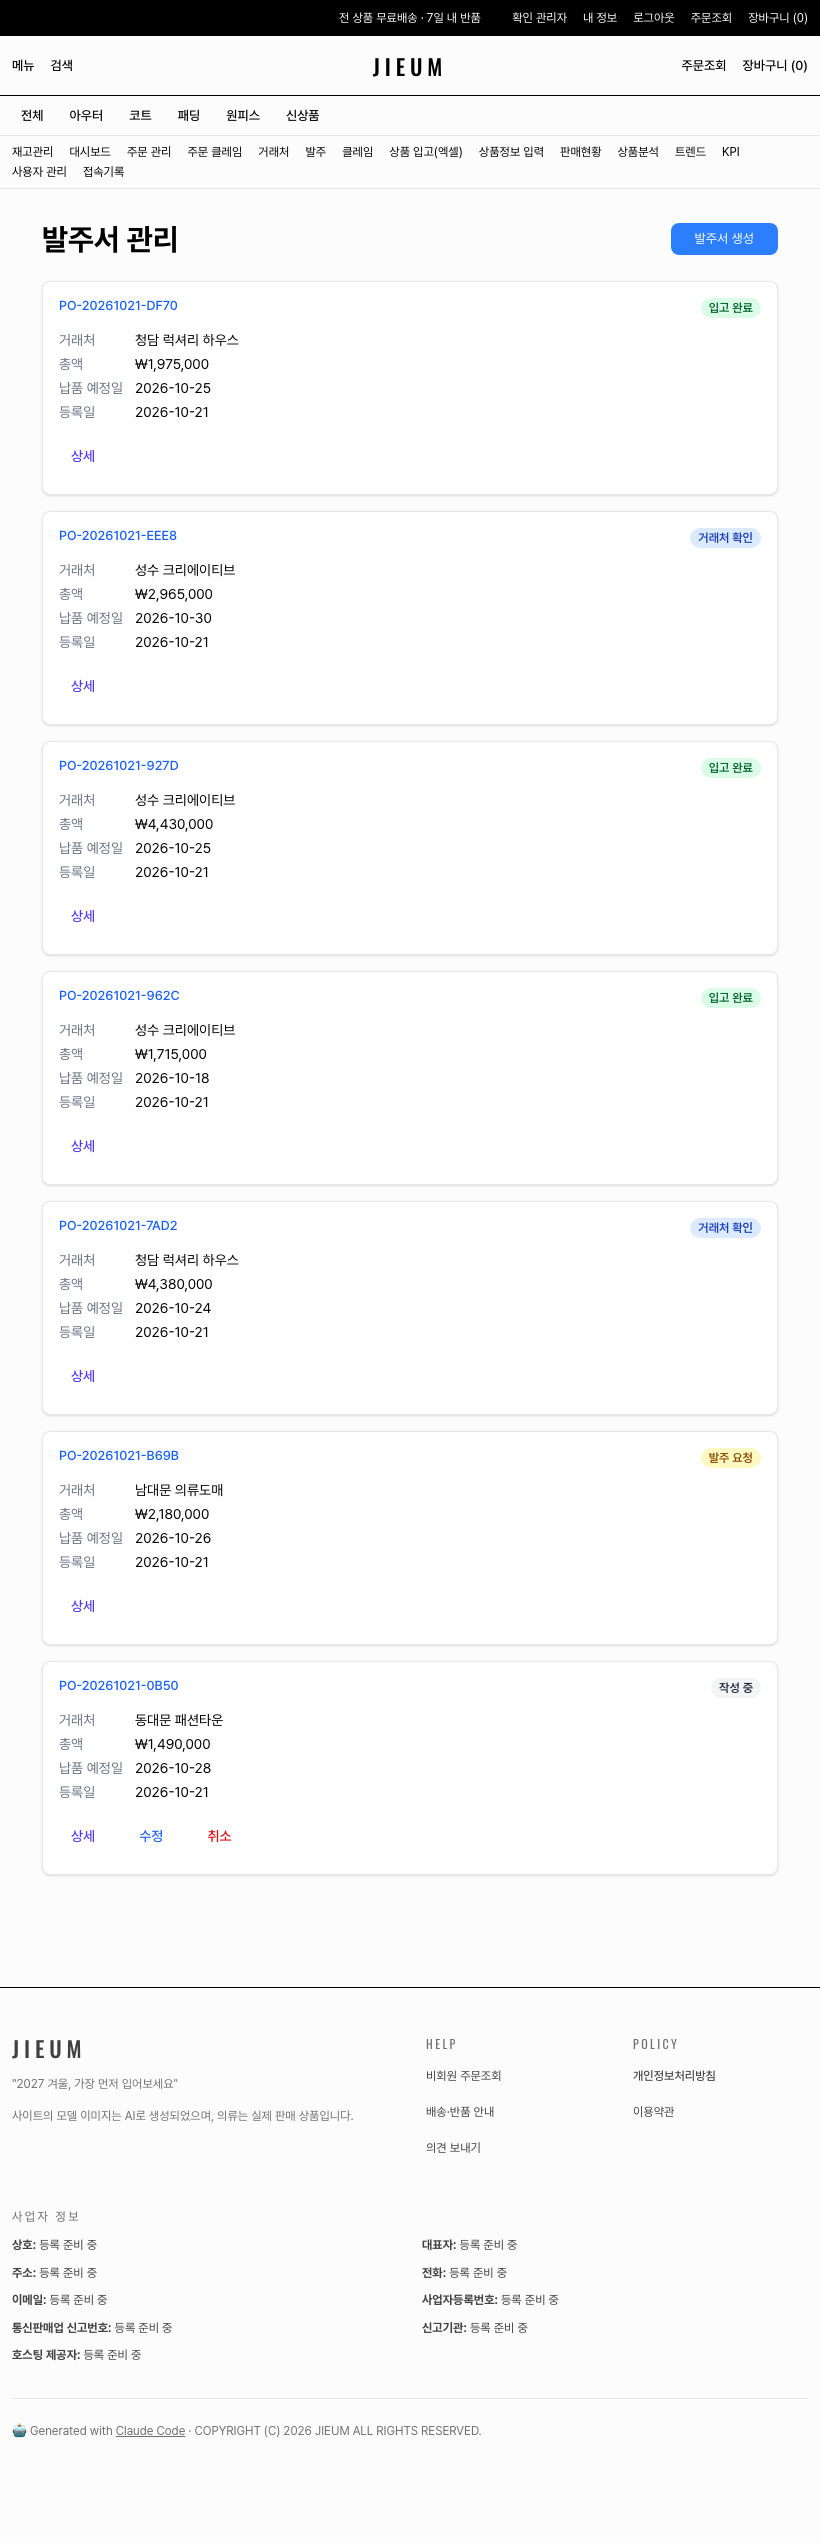 전 상품 무료배송 · 7일 내 반품 확인 관리자 내 정보 로그아웃 주문조회 장바구니 (0)
메뉴 검색 JIEUM 주문조회 장바구니 (0)
전체 아우터 코트 패딩 원피스 신상품
재고관리 대시보드 주문 관리 주문 클레임 거래처 발주 클레임 상품 입고(엑셀) 상품정보 입력 판매현황 상품분석 트렌드 KPI
사용자 관리 접속기록
발주서 관리 발주서 생성
PO-20261021-DF70 입고 완료
거래처 청담 럭셔리 하우스
총액 ₩1,975,000
납품 예정일 2026-10-25
등록일 2026-10-21
상세
PO-20261021-EEE8 거래처 확인
거래처 성수 크리에이티브
총액 ₩2,965,000
납품 예정일 2026-10-30
등록일 2026-10-21
상세
PO-20261021-927D 입고 완료
거래처 성수 크리에이티브
총액 ₩4,430,000
납품 예정일 2026-10-25
등록일 2026-10-21
상세
PO-20261021-962C 입고 완료
거래처 성수 크리에이티브
총액 ₩1,715,000
납품 예정일 2026-10-18
등록일 2026-10-21
상세
PO-20261021-7AD2 거래처 확인
거래처 청담 럭셔리 하우스
총액 ₩4,380,000
납품 예정일 2026-10-24
등록일 2026-10-21
상세
PO-20261021-B69B 발주 요청
거래처 남대문 의류도매
총액 ₩2,180,000
납품 예정일 2026-10-26
등록일 2026-10-21
상세
PO-20261021-0B50 작성 중
거래처 동대문 패션타운
총액 ₩1,490,000
납품 예정일 2026-10-28
등록일 2026-10-21
상세 수정 취소
JIEUM HELP POLICY
"2027 겨울, 가장 먼저 입어보세요" 비회원 주문조회 개인정보처리방침
사이트의 모델 이미지는 AI로 생성되었으며, 의류는 실제 판매 상품입니다. 배송·반품 안내 이용약관
의견 보내기
사업자 정보
상호: 등록 준비 중 대표자: 등록 준비 중
주소: 등록 준비 중 전화: 등록 준비 중
이메일: 등록 준비 중 사업자등록번호: 등록 준비 중
통신판매업 신고번호: 등록 준비 중 신고기관: 등록 준비 중
호스팅 제공자: 등록 준비 중
🤖 Generated with Claude Code · COPYRIGHT (C) 2026 JIEUM ALL RIGHTS RESERVED.